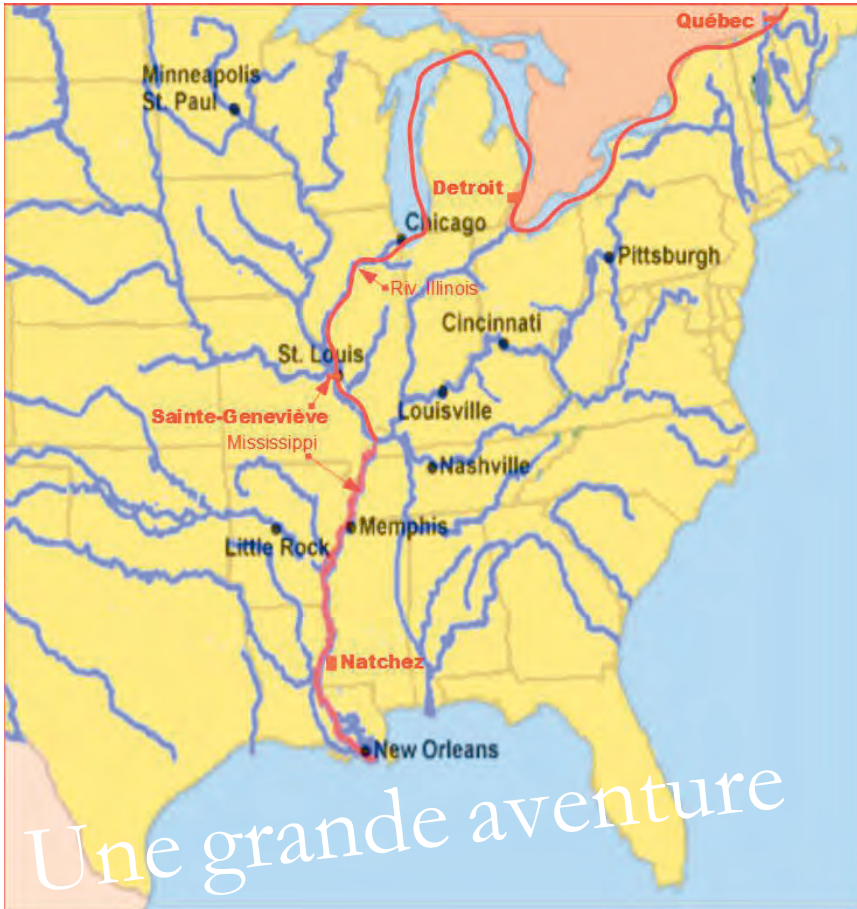 Québec
Minneapolis
St. Paul
Detroit
Chicago
Pittsburgh
Riv. Illinois
Cincinnati
St. Louis
Louisville
Sainte-Geneviève
Mississippi
Nashville
Memphis
Little Rock
Natchez
New Orleans
Une grande aventure